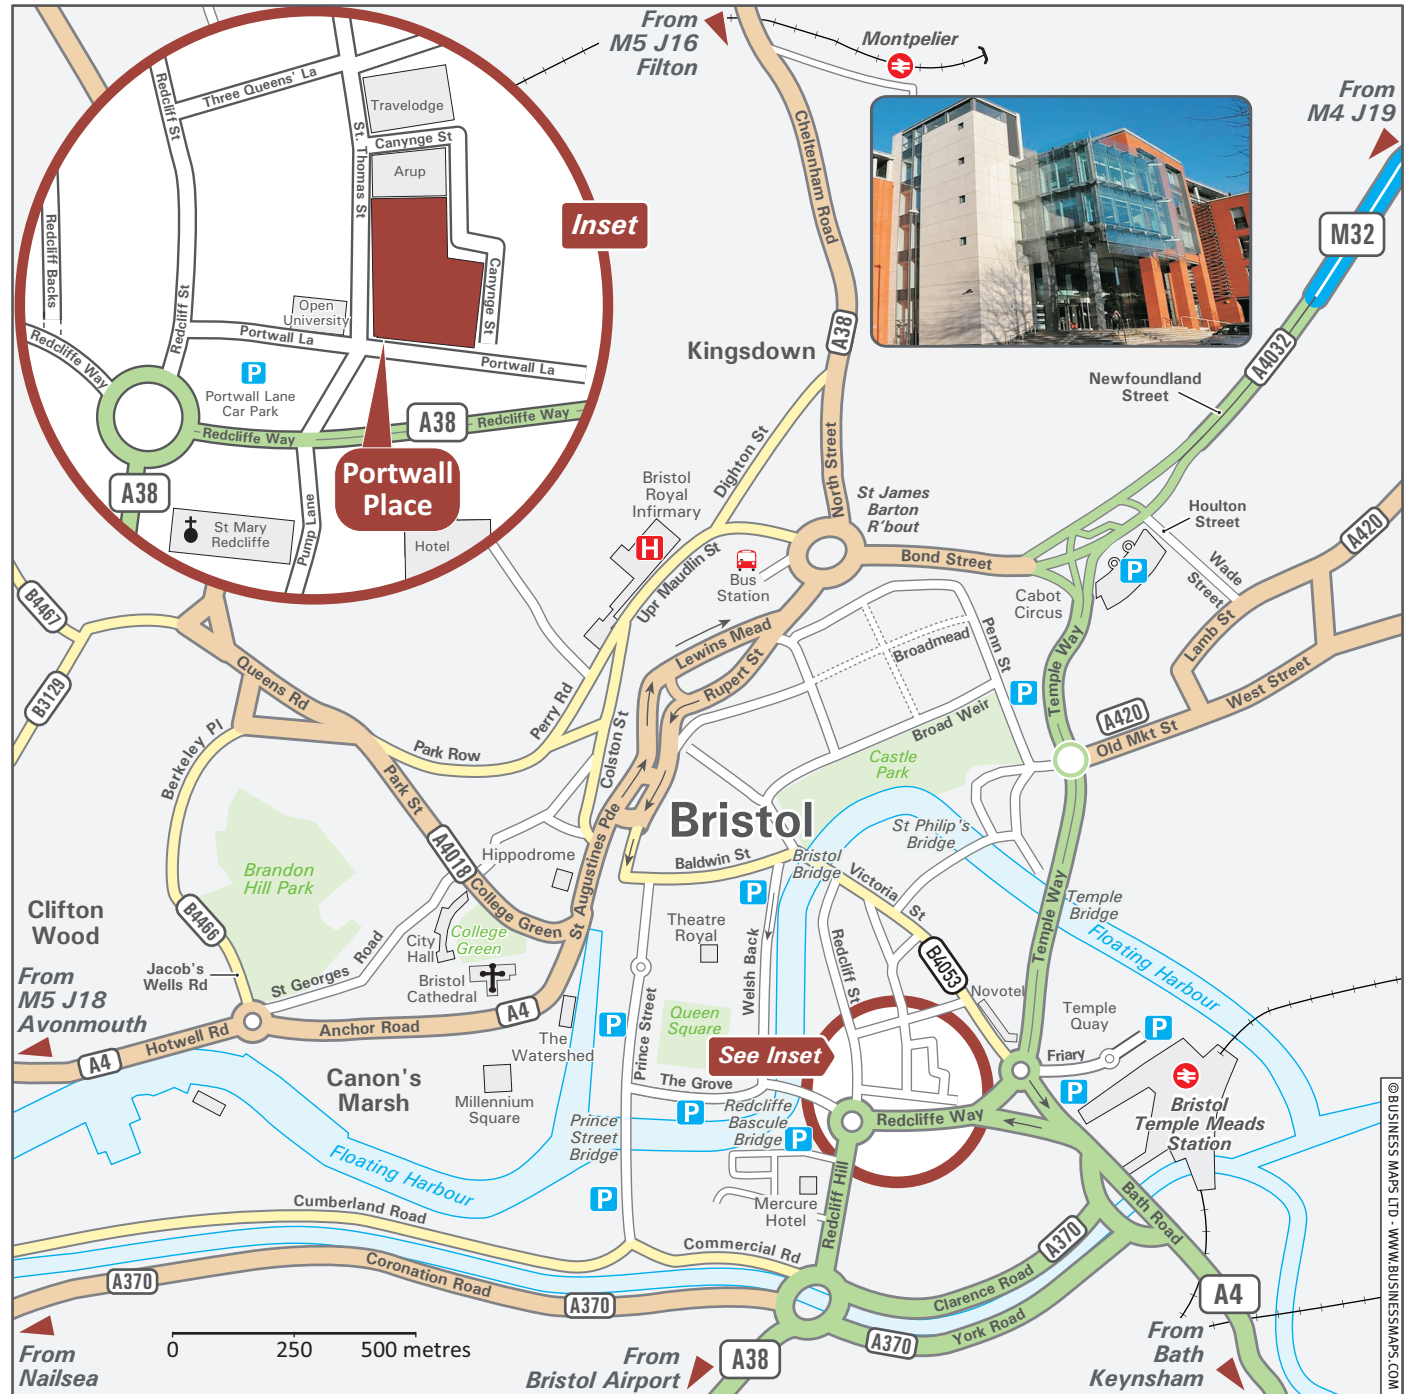 From
M5 J16
Filton
Montpelier
From
M4 J19
M32
Three Queens' La
Redcliff St
Travelodge
Canynge St
St. Thomas St
Arup
Inset
Redcliff Backs
Canynge St
Redcliff St
Open
University
Portwall La
Portwall La
Redcliffe Way
P
Portwall Lane
Car Park
Redcliffe Way
A38
Redcliffe Way
A38
Portwall
Place
St Mary
Redcliffe
Pump Lane
Hotel
Cheltenham Road
A38
Kingsdown
A4032
Newfoundland
Street
Dighton St
North Street
Bristol
Royal
Infirmary
H
St James
Barton
R'bout
Houlton
Street
A420
Upr Maudlin St
Bus
Station
Bond Street
P
Wade
Street
Cabot
Circus
B4467
B3129
Lewins Mead
Rupert St
Broadmead
Penn St
Temple Way
Lamb St
West Street
A420
Old Mkt St
P
Queens Rd
Perry Rd
Colston St
Park Row
Berkeley Pl
Park St
Broad Weir
Castle
Park
Bristol
St Philip's
Bridge
A4018
Hippodrome
St Augustines Pde
Baldwin St
Bristol
Bridge
Victoria
St
P
Brandon
Hill Park
College Green
Temple Way
Temple
Bridge
Clifton
Wood
B4466
City
Hall
College
Green
Theatre
Royal
Welsh Back
Redcliff St
B4053
Floating Harbour
From
M5 J18
Avonmouth
Jacob's
Wells Rd
St Georges
Road
Bristol
Cathedral
Novotel
Temple
Quay
P
Hotwell Rd
Anchor Road
A4
A4
The
Watershed
P
Prince Street
Queen
Square
See Inset
Friary
P
Canon's
Marsh
Millennium
Square
The Grove
P
Redcliffe
Bascule
Bridge
P
Redcliffe Way
Bristol
Temple Meads
Station
Prince
Street
Bridge
Floating Harbour
P
Mercure
Hotel
Redcliff Hill
Bath Road
Cumberland Road
Commercial Rd
A370
Coronation Road
A370
A370
Clarence Road
A370
York Road
A4
0
250
500 metres
From
Nailsea
From
Bristol Airport
A38
From
Bath
Keynsham
©BUSINESS MAPS LTD - WWW.BUSINESSMAPS.COM